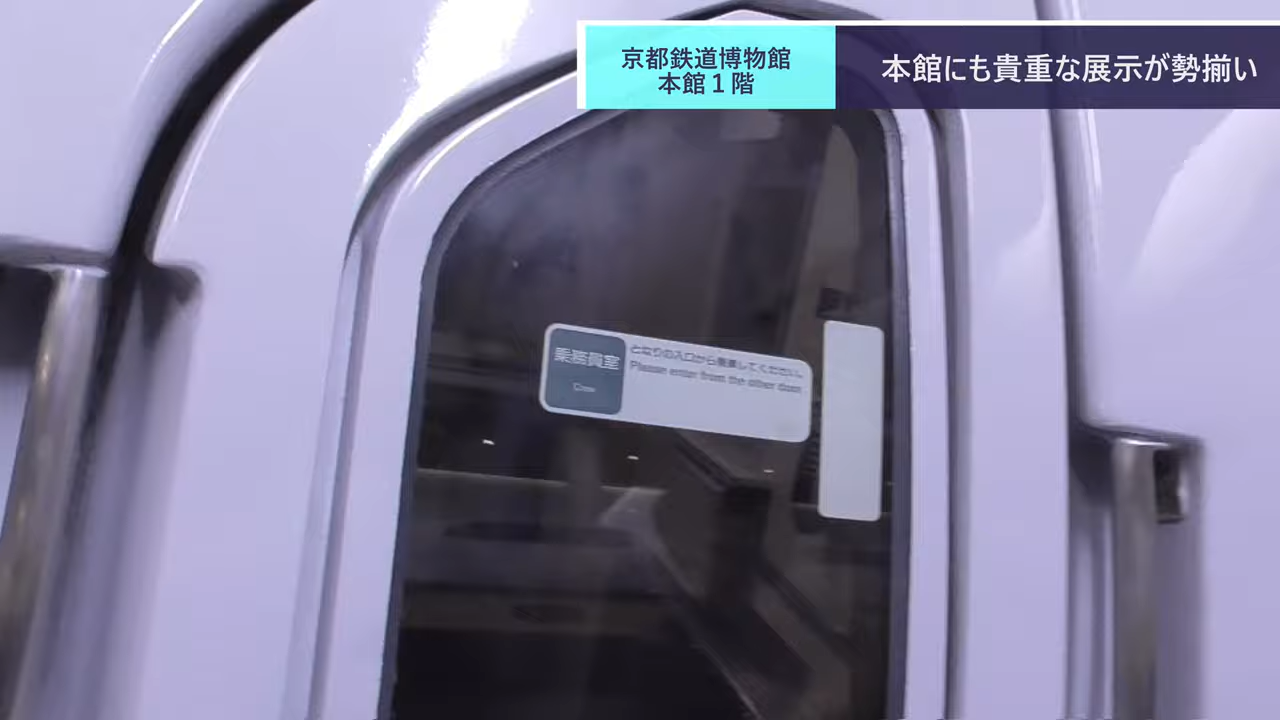 京都鉄道博物館
本館1階
本館にも貴重な展示が勢揃い
乗務員室
Crew
となりの入口から乗車してください。
Please enter from the other door.